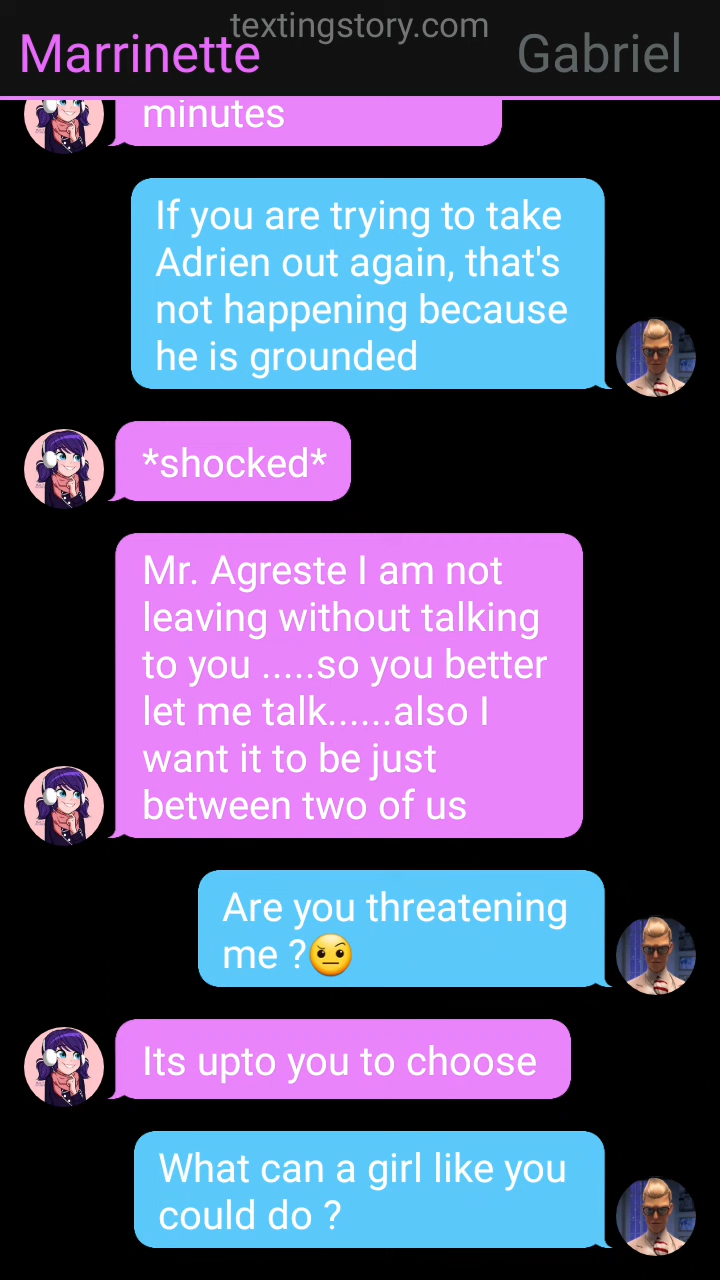 textingstory.com
Marrinette
Gabriel
minutes
If you are trying to take
Adrien out again, that's
not happening because
he is grounded
*shocked*
Mr. Agreste I am not
leaving without talking
to you .....so you better
let me talk......also I
want it to be just
between two of us
Are you threatening
me ?🤨
Its upto you to choose
What can a girl like you
could do ?